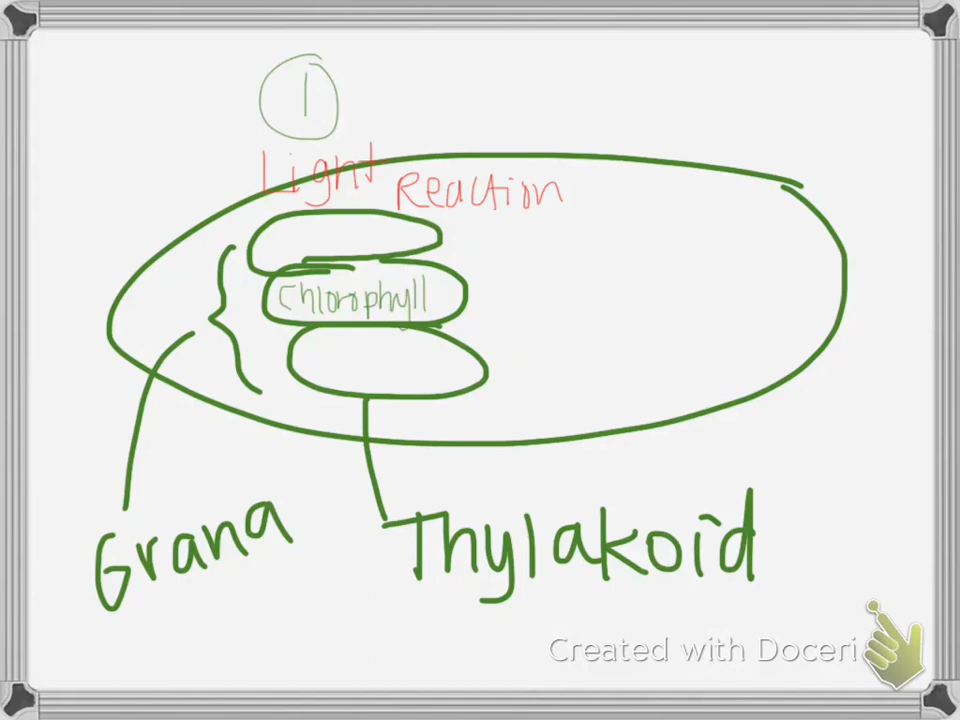 1
Light Reaction
Chlorophyll
Grana
Thylakoid
Created with Doceri